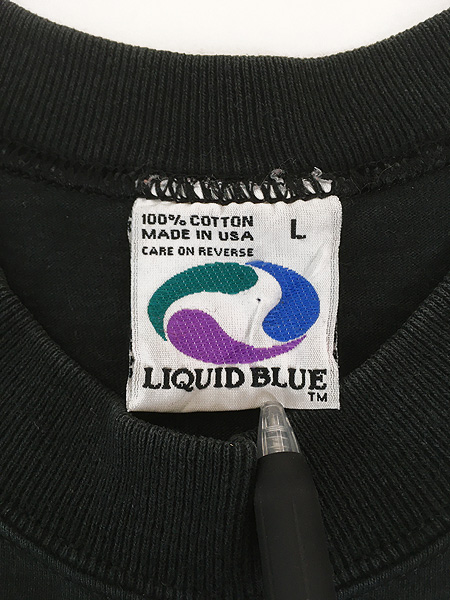 100% COTTON L
MADE IN USA
CARE ON REVERSE
LIQUID BLUE
TM